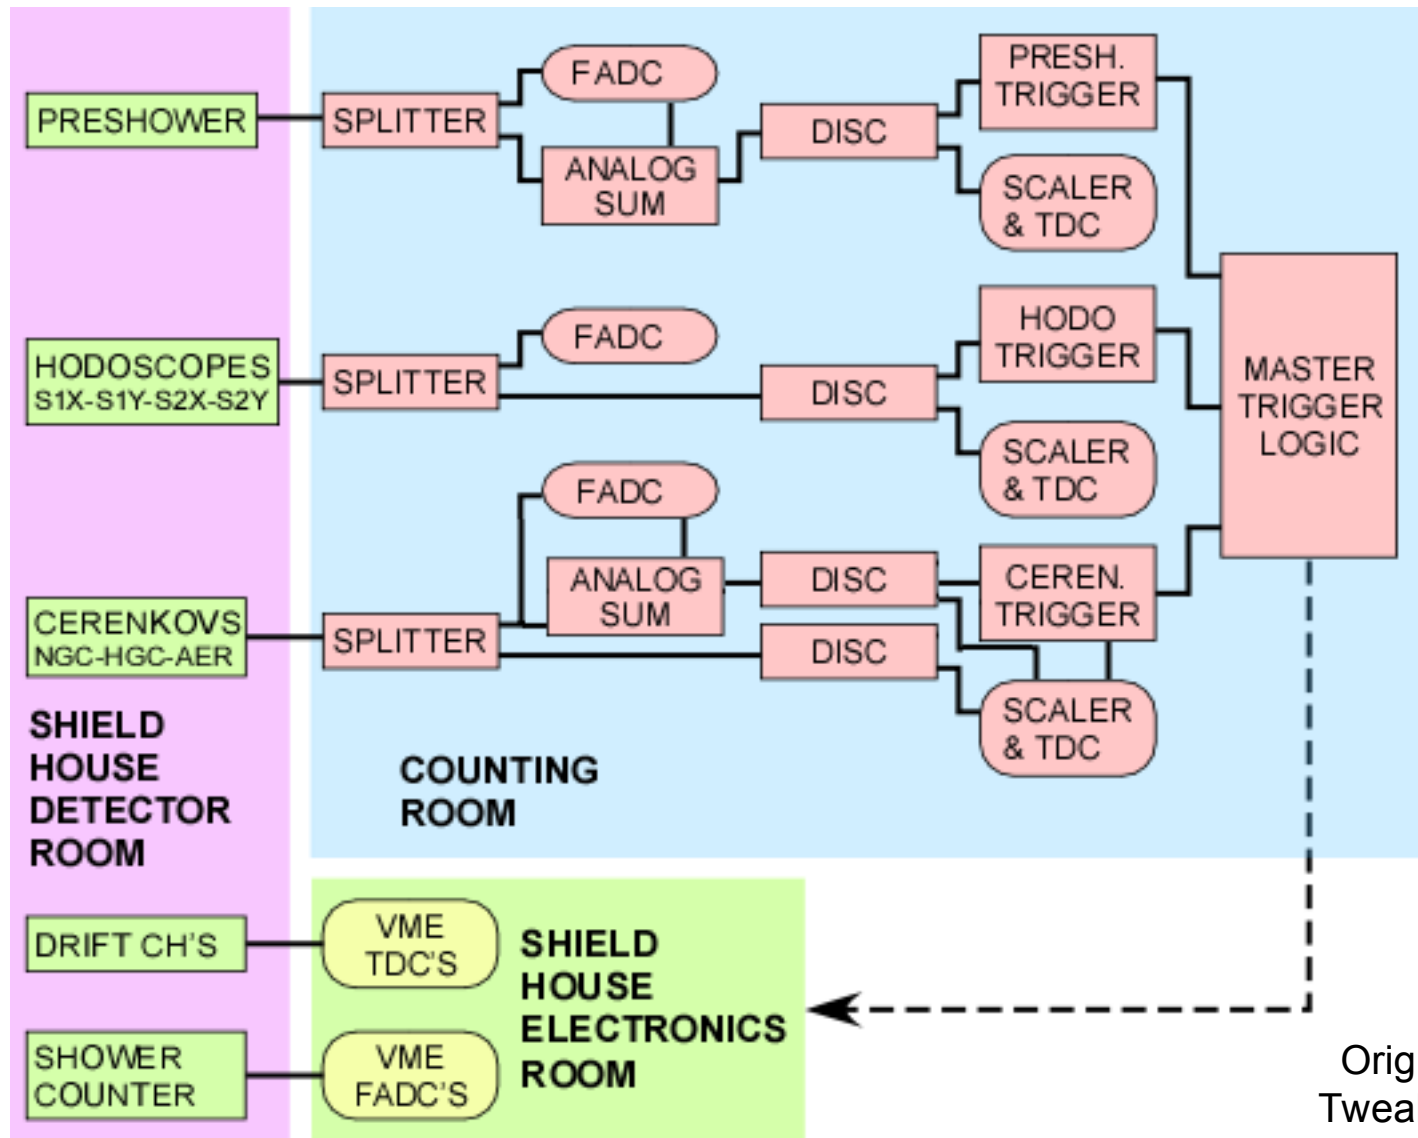 PRESHOWER
SPLITTER
FADC
ANALOG
SUM
DISC
PRESH.
TRIGGER
SCALER
& TDC
HODOSCOPES
S1X-S1Y-S2X-S2Y
SPLITTER
FADC
DISC
HODO
TRIGGER
SCALER
& TDC
MASTER
TRIGGER
LOGIC
CERENKOVS
NGC-HGC-AER
SPLITTER
FADC
ANALOG
SUM
DISC
DISC
CEREN.
TRIGGER
SCALER
& TDC
SHIELD
HOUSE
DETECTOR
ROOM
COUNTING
ROOM
DRIFT CH'S
VME
TDC'S
SHIELD
HOUSE
ELECTRONICS
ROOM
SHOWER
COUNTER
VME
FADC'S
Orig
Twea